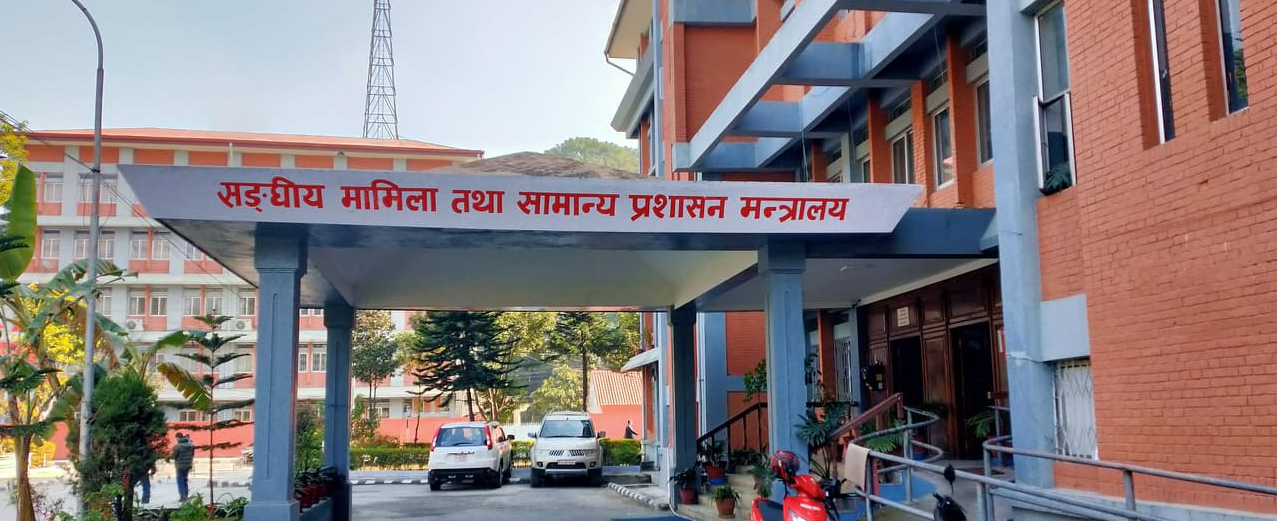 सङ्घीय मामिला तथा सामान्य प्रशासन मन्त्रालय